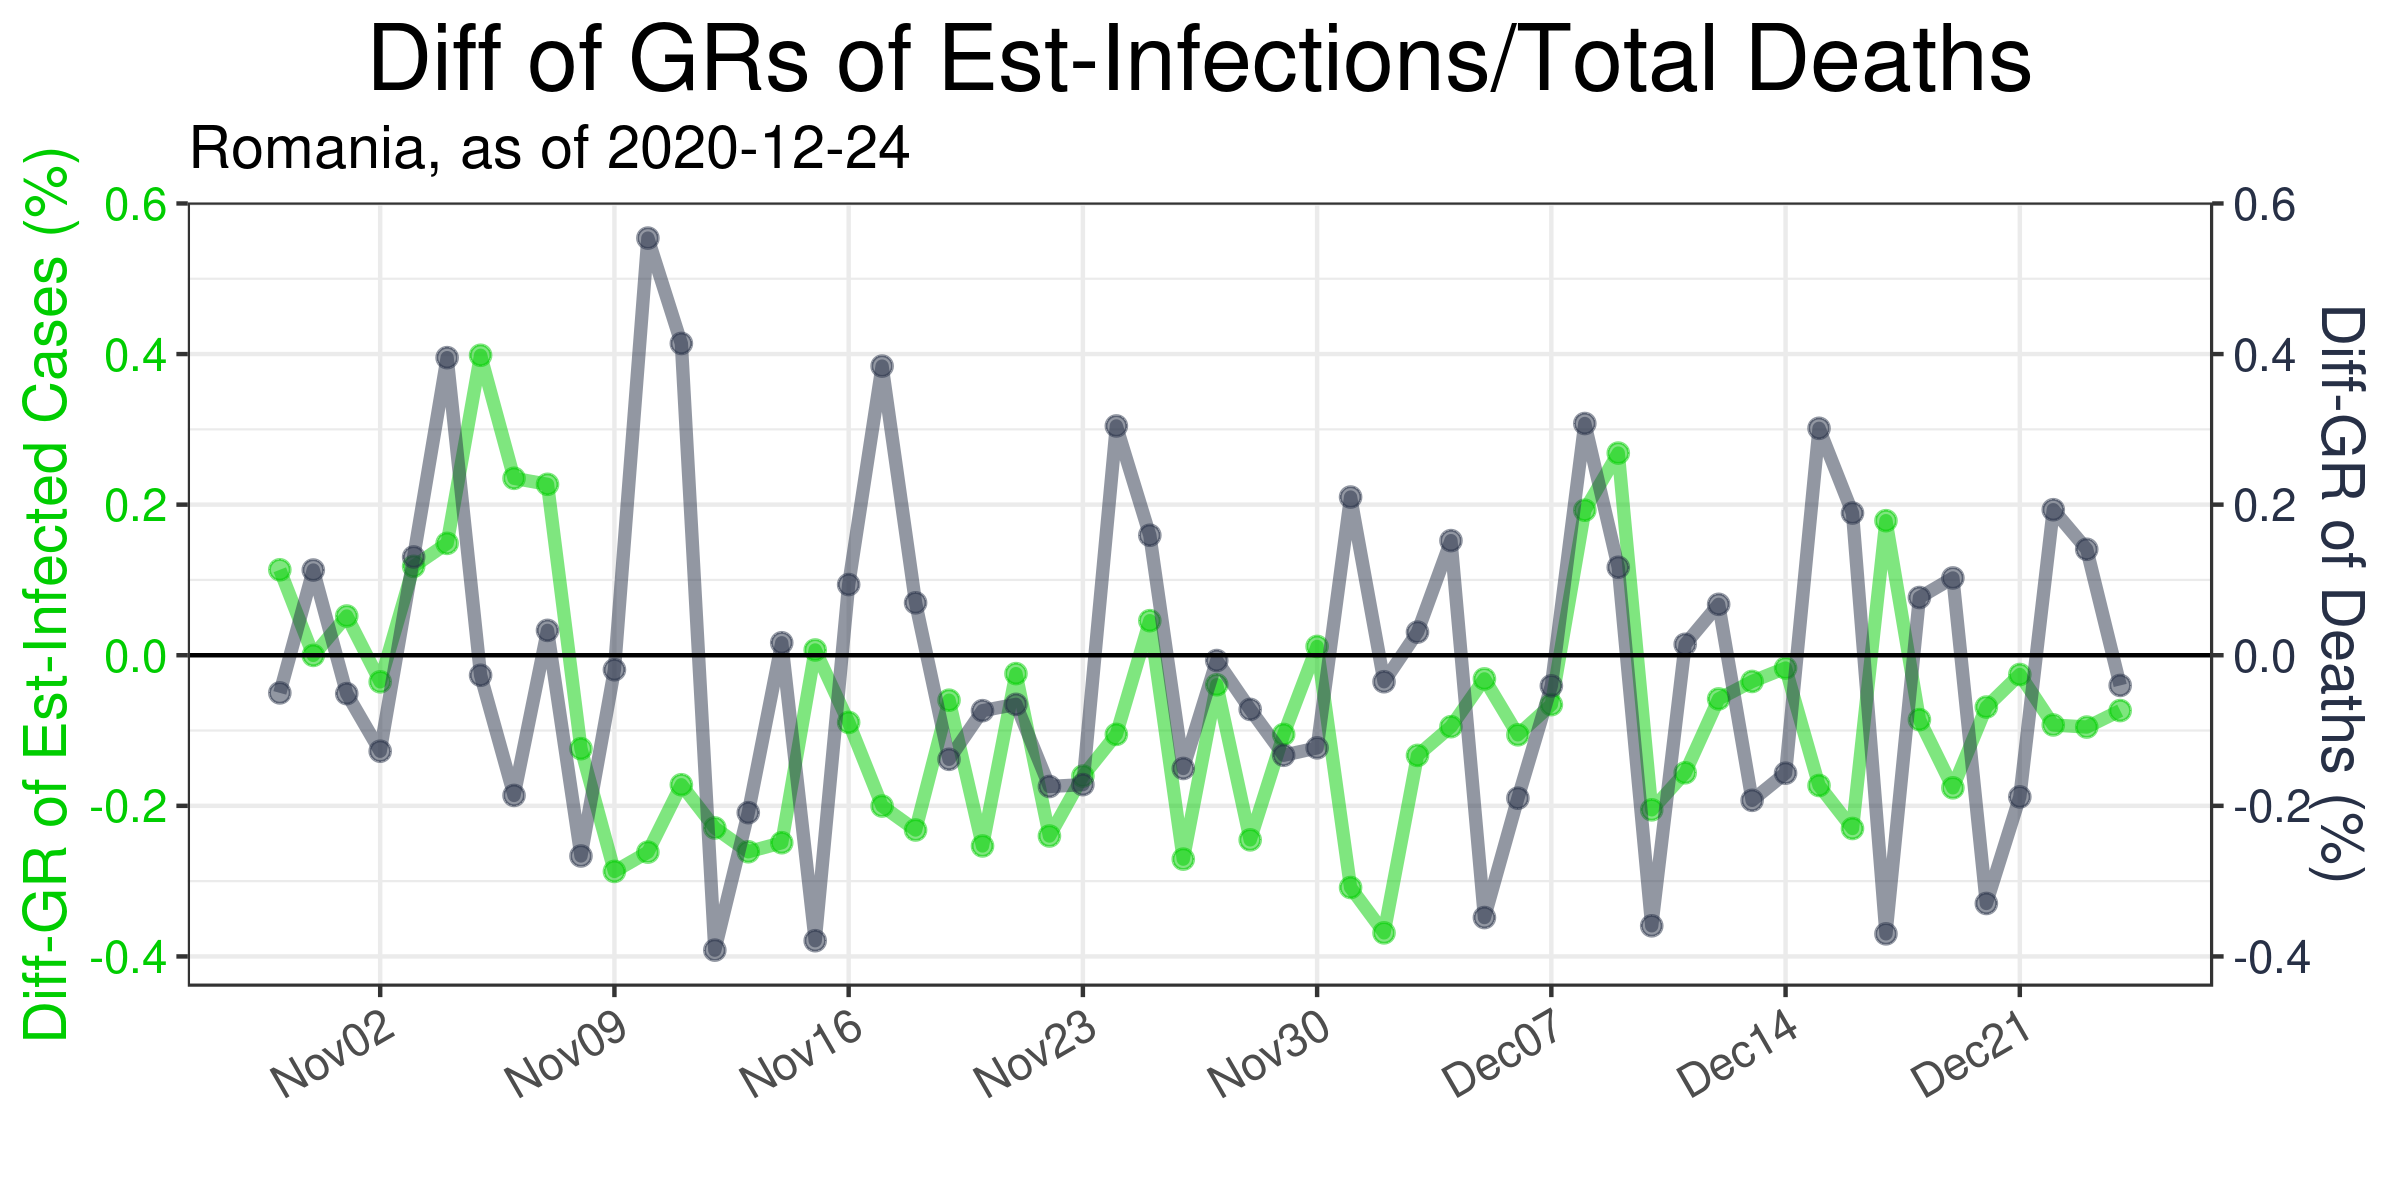 Diff of GRs of Est-Infections/Total Deaths
Romania, as of 2020-12-24
Diff-GR of Est-Infected Cases (%)
0.6
0.4
0.2
0.0
-0.2
-0.4
0.6
0.4
0.2
0.0
-0.2
-0.4
Diff-GR of Deaths (%)
Nov02
Nov09
Nov16
Nov23
Nov30
Dec07
Dec14
Dec21